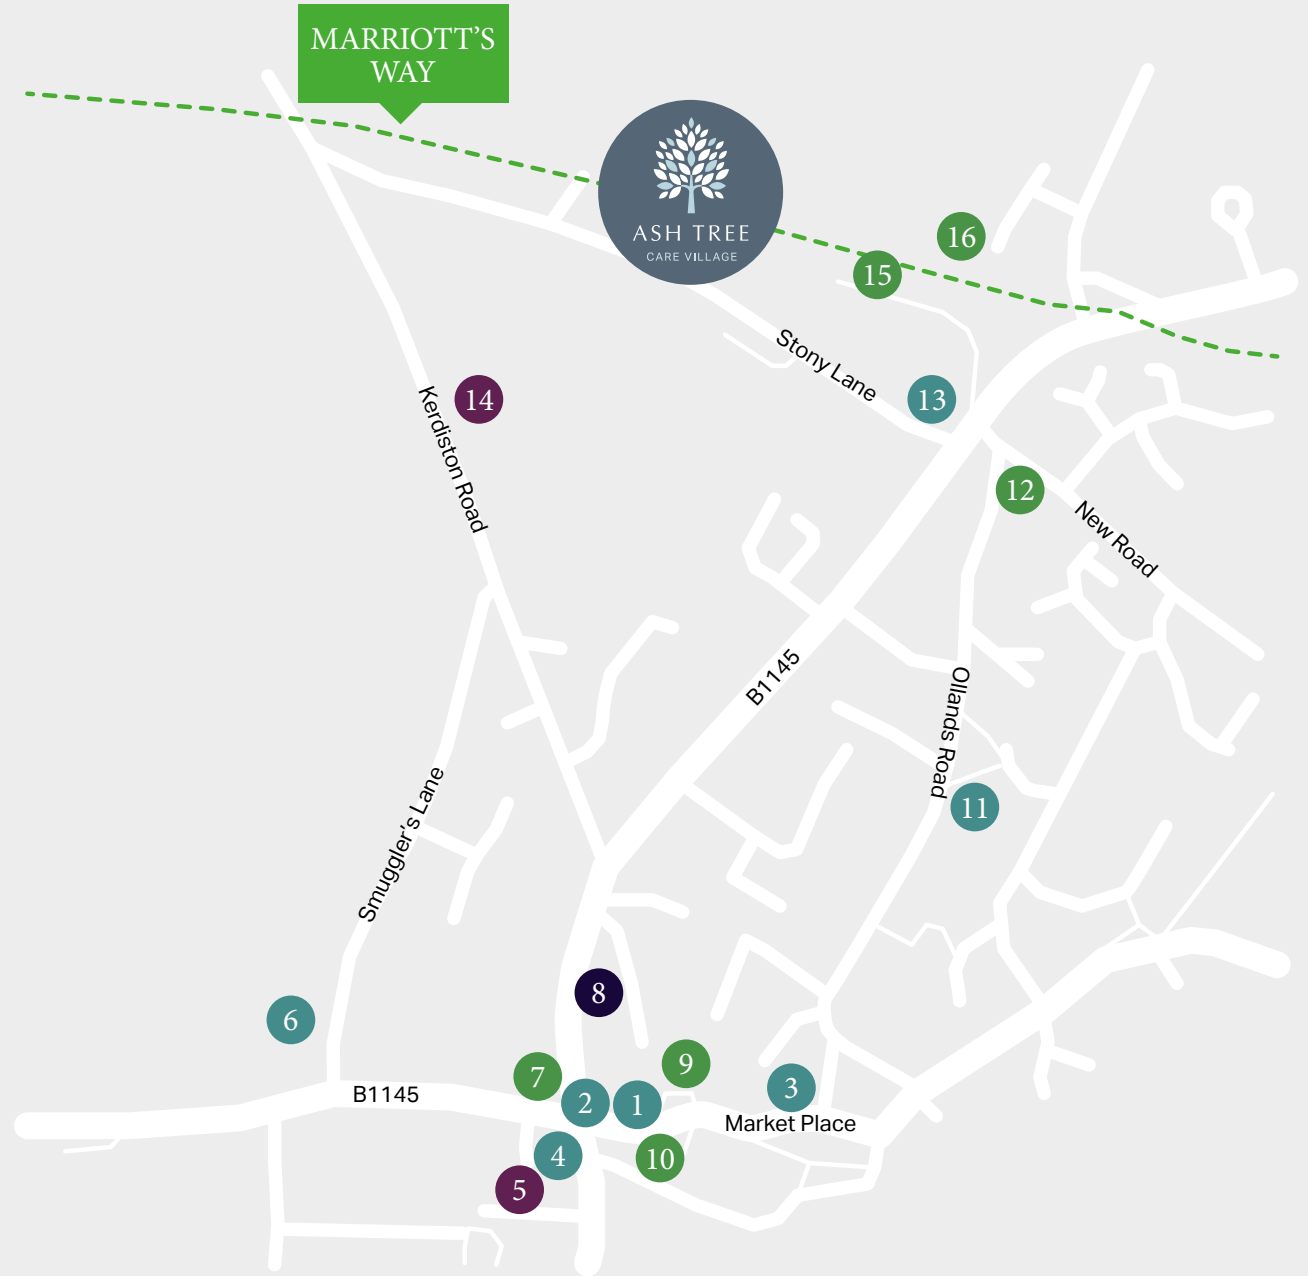 MARRIOTT'S
WAY
ASH TREE
CARE VILLAGE
16
15
Stony Lane
13
14
Kerdiston Road
12
New Road
B1145
Ollands Road
11
Smuggler's Lane
8
6
7
9
B1145
2
1
3
Market Place
4
10
5